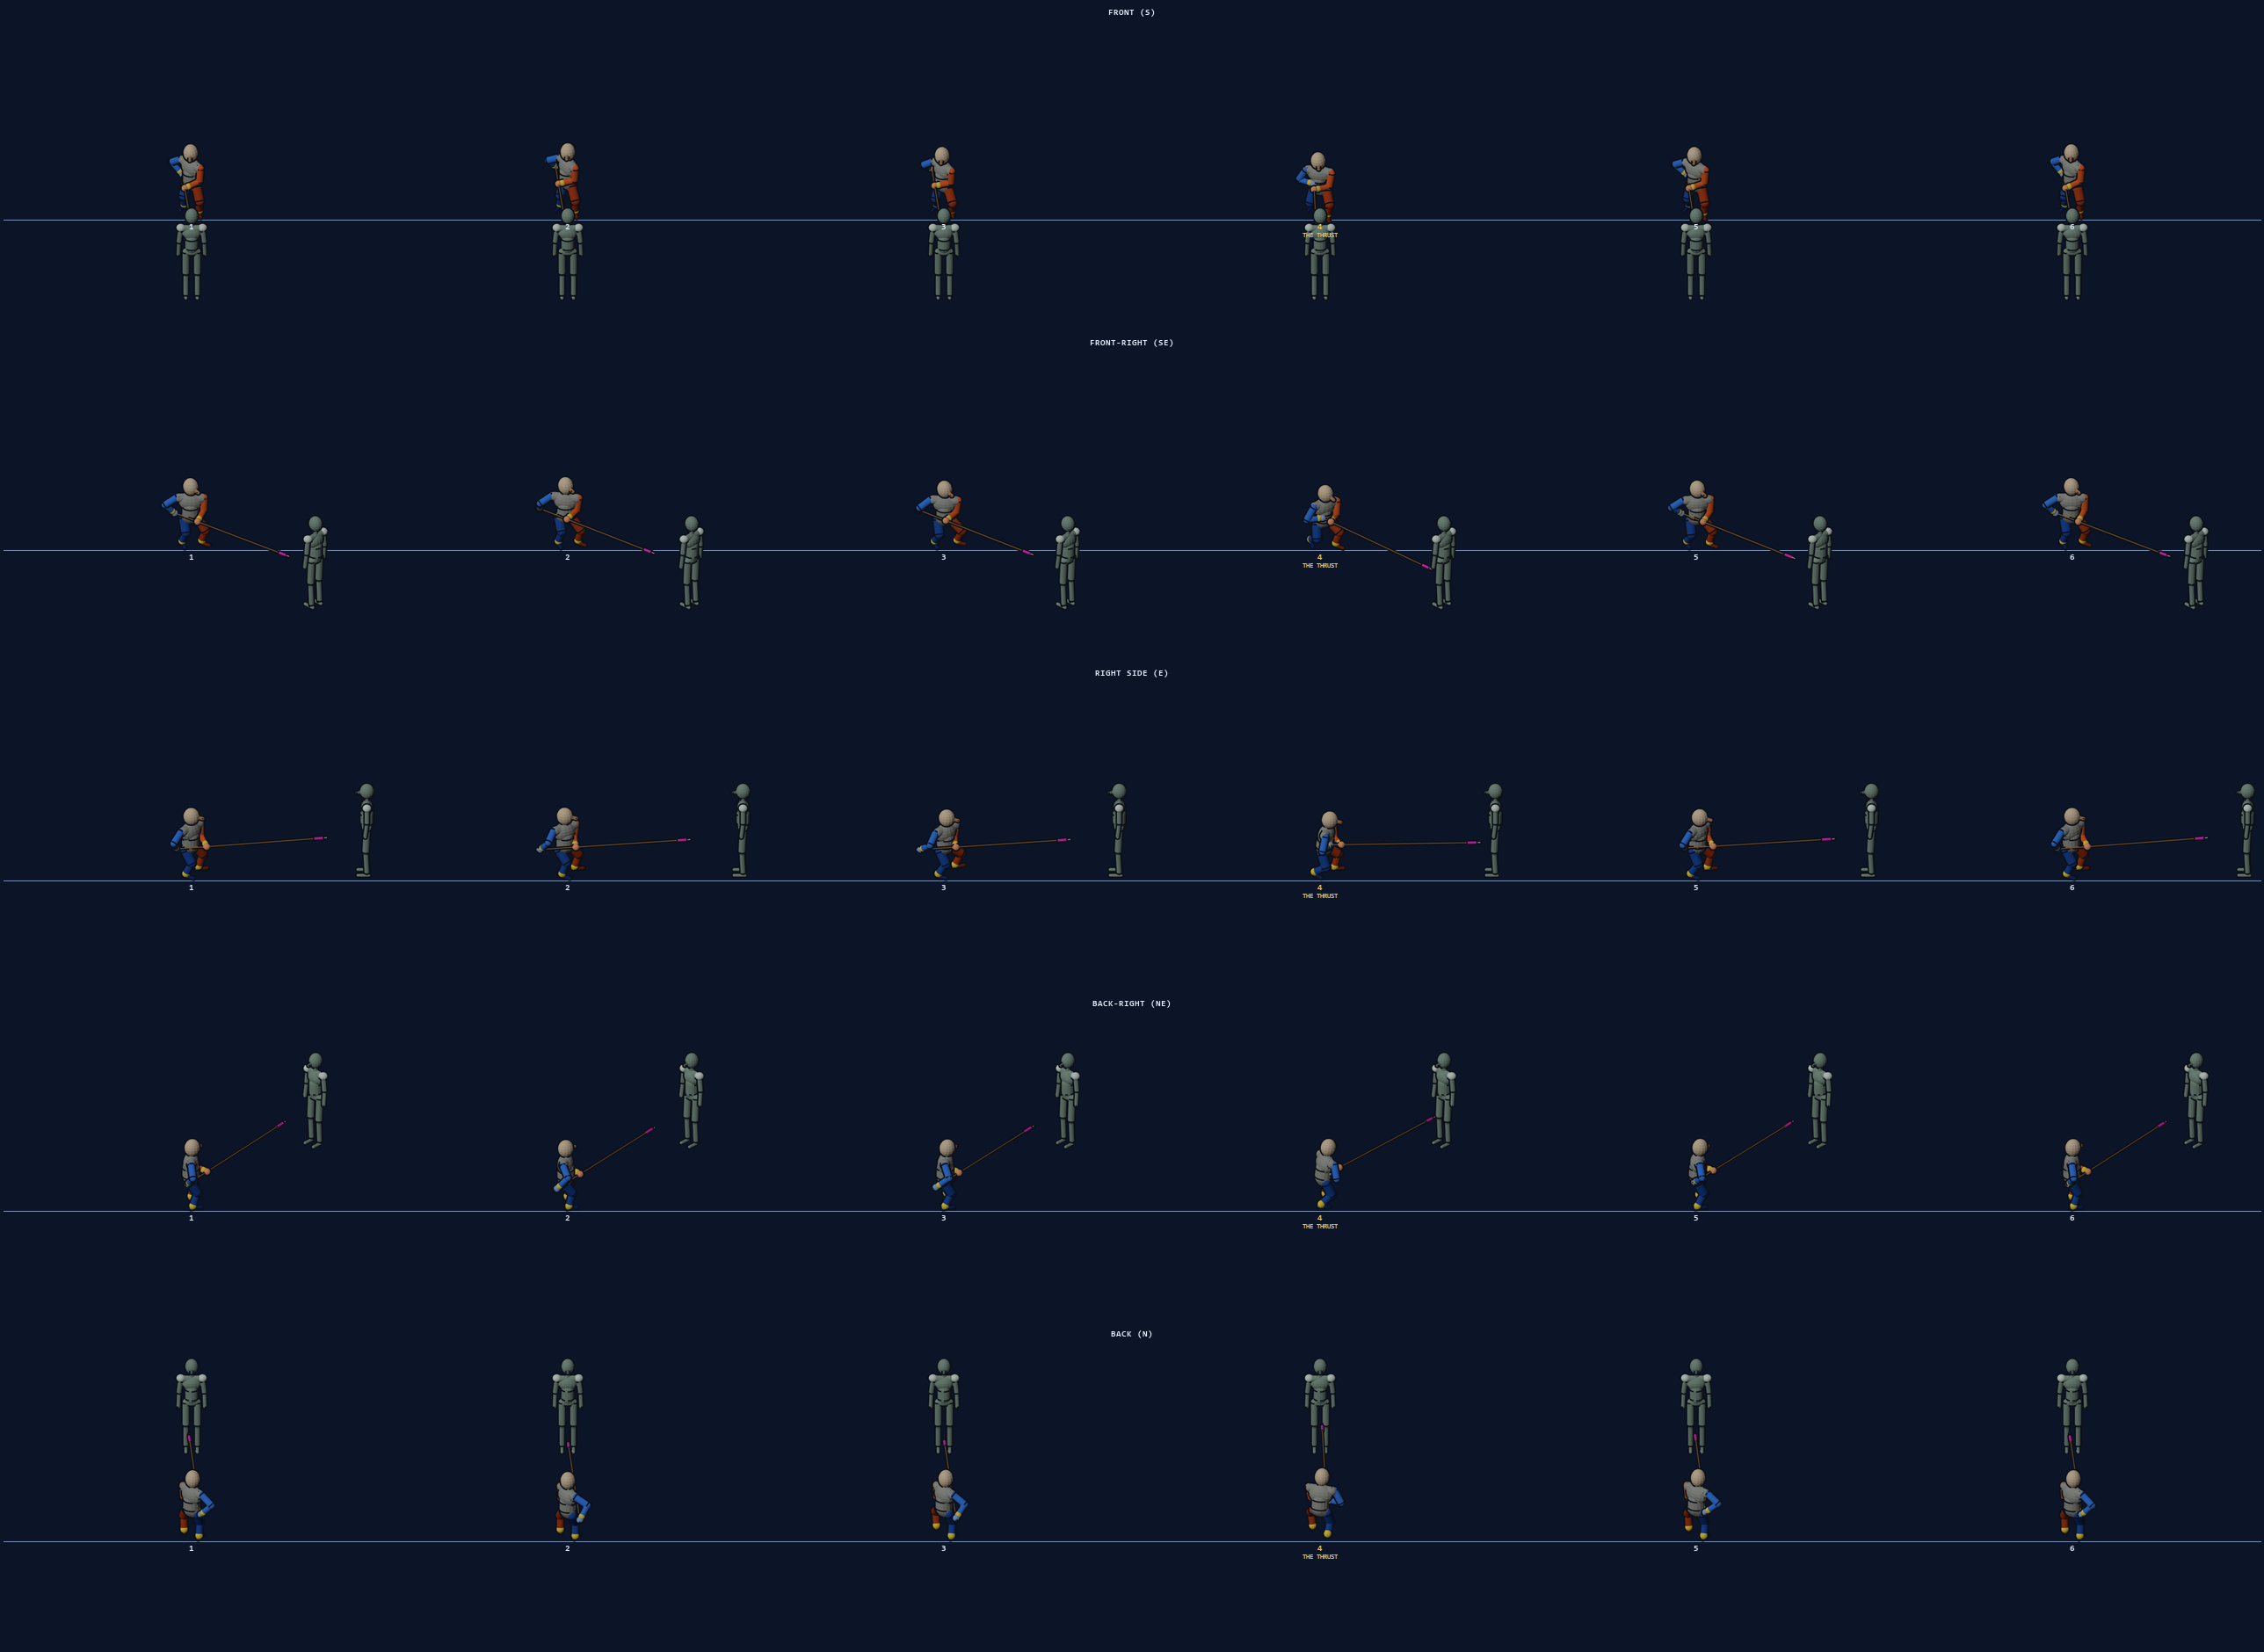 FRONT (S)
1 2 3 4 5 6
THE THRUST
FRONT-RIGHT (SE)
1 2 3 4 5 6
THE THRUST
RIGHT SIDE (E)
1 2 3 4 5 6
THE THRUST
BACK-RIGHT (NE)
1 2 3 4 5 6
THE THRUST
BACK (N)
1 2 3 4 5 6
THE THRUST